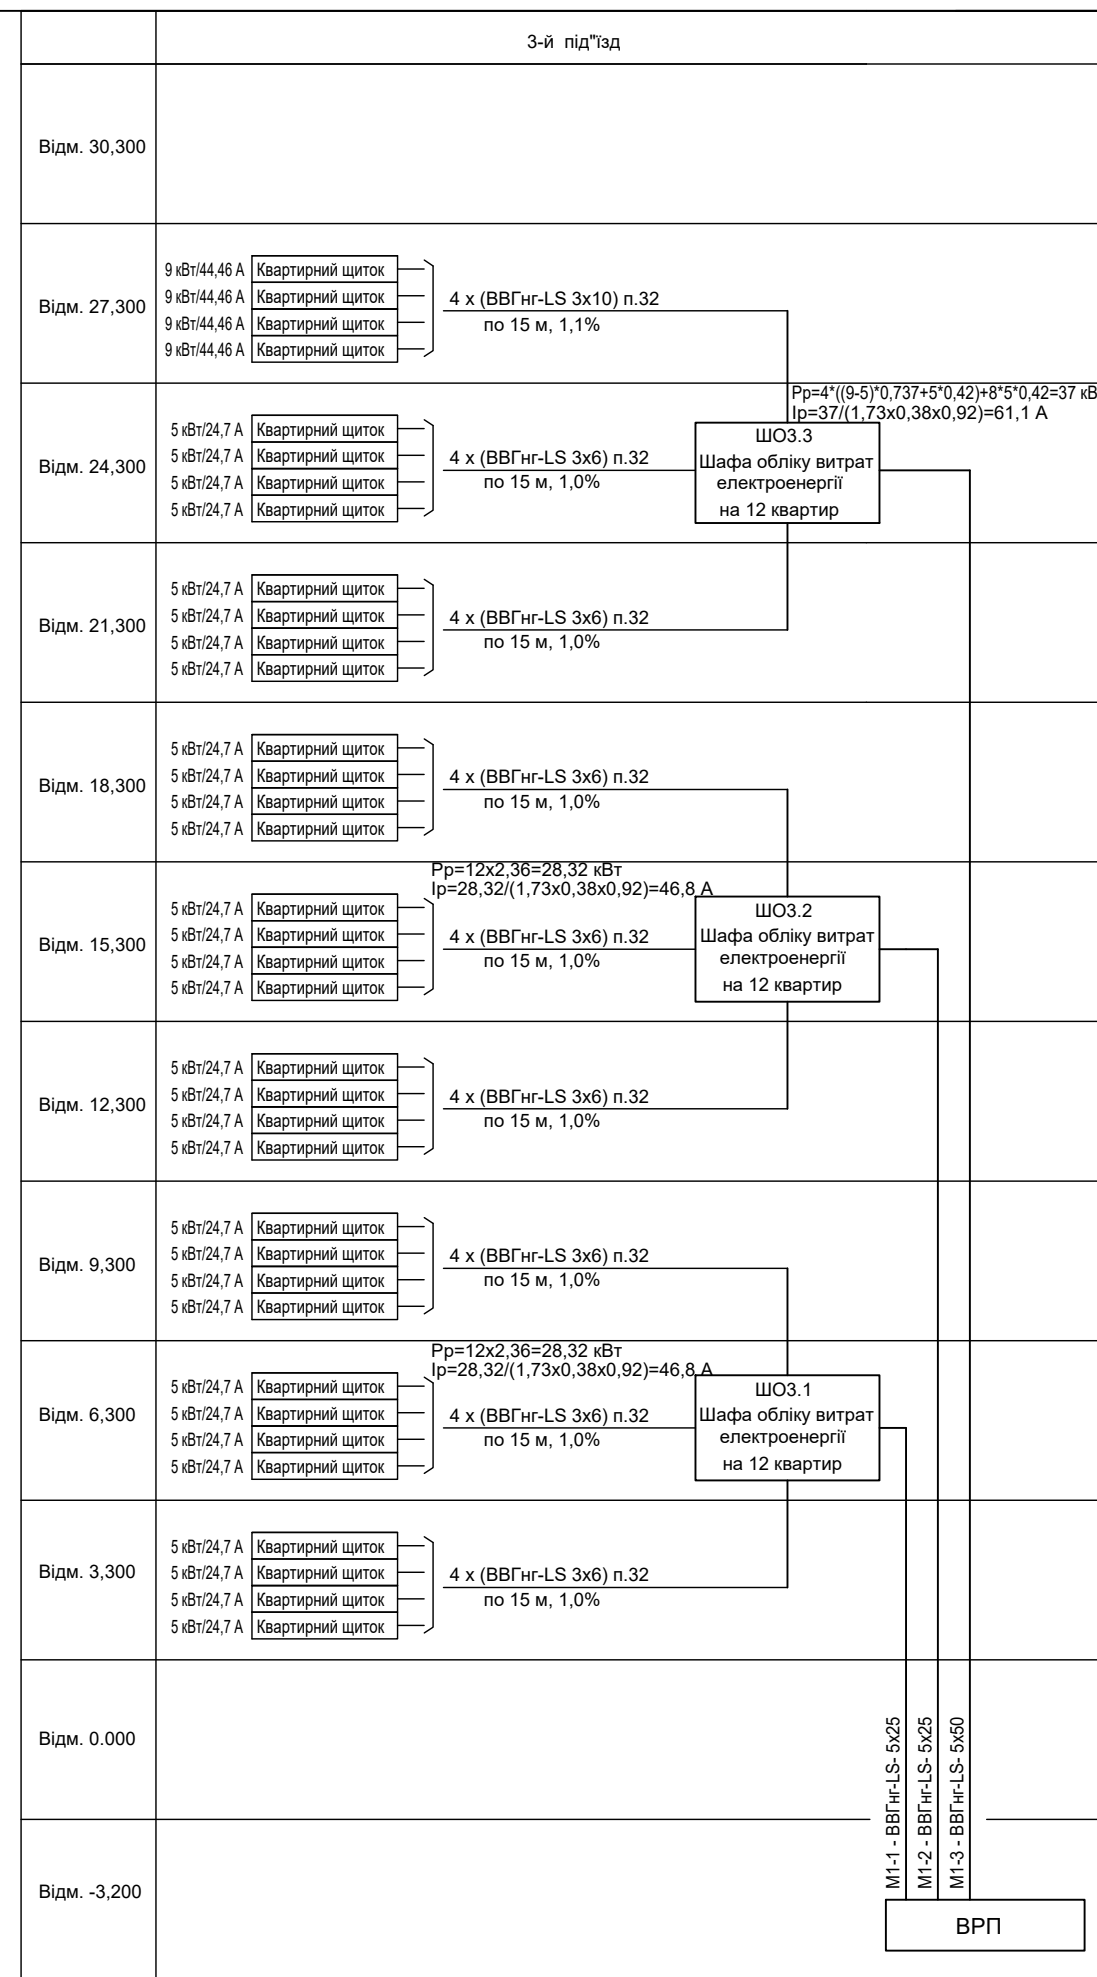 3-й під"їзд
Відм. 30,300
Відм. 27,300
9 кВт/44,46 А Квартирний щиток
9 кВт/44,46 А Квартирний щиток
9 кВт/44,46 А Квартирний щиток
9 кВт/44,46 А Квартирний щиток
4 х (ВВГнг-LS 3х10) п.32
по 15 м, 1,1%
Рр=4*((9-5)*0,737+5*0,42)+8*5*0,42=37 кВ
Ір=37/(1,73х0,38х0,92)=61,1 А
Відм. 24,300
5 кВт/24,7 А Квартирний щиток
5 кВт/24,7 А Квартирний щиток
5 кВт/24,7 А Квартирний щиток
5 кВт/24,7 А Квартирний щиток
4 х (ВВГнг-LS 3х6) п.32
по 15 м, 1,0%
ШО3.3
Шафа обліку витрат
електроенергії
на 12 квартир
Відм. 21,300
5 кВт/24,7 А Квартирний щиток
5 кВт/24,7 А Квартирний щиток
5 кВт/24,7 А Квартирний щиток
5 кВт/24,7 А Квартирний щиток
4 х (ВВГнг-LS 3х6) п.32
по 15 м, 1,0%
Відм. 18,300
5 кВт/24,7 А Квартирний щиток
5 кВт/24,7 А Квартирний щиток
5 кВт/24,7 А Квартирний щиток
5 кВт/24,7 А Квартирний щиток
4 х (ВВГнг-LS 3х6) п.32
по 15 м, 1,0%
Рр=12х2,36=28,32 кВт
Ір=28,32/(1,73х0,38х0,92)=46,8 А
Відм. 15,300
5 кВт/24,7 А Квартирний щиток
5 кВт/24,7 А Квартирний щиток
5 кВт/24,7 А Квартирний щиток
5 кВт/24,7 А Квартирний щиток
4 х (ВВГнг-LS 3х6) п.32
по 15 м, 1,0%
ШО3.2
Шафа обліку витрат
електроенергії
на 12 квартир
Відм. 12,300
5 кВт/24,7 А Квартирний щиток
5 кВт/24,7 А Квартирний щиток
5 кВт/24,7 А Квартирний щиток
5 кВт/24,7 А Квартирний щиток
4 х (ВВГнг-LS 3х6) п.32
по 15 м, 1,0%
Відм. 9,300
5 кВт/24,7 А Квартирний щиток
5 кВт/24,7 А Квартирний щиток
5 кВт/24,7 А Квартирний щиток
5 кВт/24,7 А Квартирний щиток
4 х (ВВГнг-LS 3х6) п.32
по 15 м, 1,0%
Рр=12х2,36=28,32 кВт
Ір=28,32/(1,73х0,38х0,92)=46,8 А
Відм. 6,300
5 кВт/24,7 А Квартирний щиток
5 кВт/24,7 А Квартирний щиток
5 кВт/24,7 А Квартирний щиток
5 кВт/24,7 А Квартирний щиток
4 х (ВВГнг-LS 3х6) п.32
по 15 м, 1,0%
ШО3.1
Шафа обліку витрат
електроенергії
на 12 квартир
Відм. 3,300
5 кВт/24,7 А Квартирний щиток
5 кВт/24,7 А Квартирний щиток
5 кВт/24,7 А Квартирний щиток
5 кВт/24,7 А Квартирний щиток
4 х (ВВГнг-LS 3х6) п.32
по 15 м, 1,0%
Відм. 0.000
М1-1 - ВВГнг-LS- 5х25
М1-2 - ВВГнг-LS- 5х25
М1-3 - ВВГнг-LS- 5х50
Відм. -3,200
ВРП